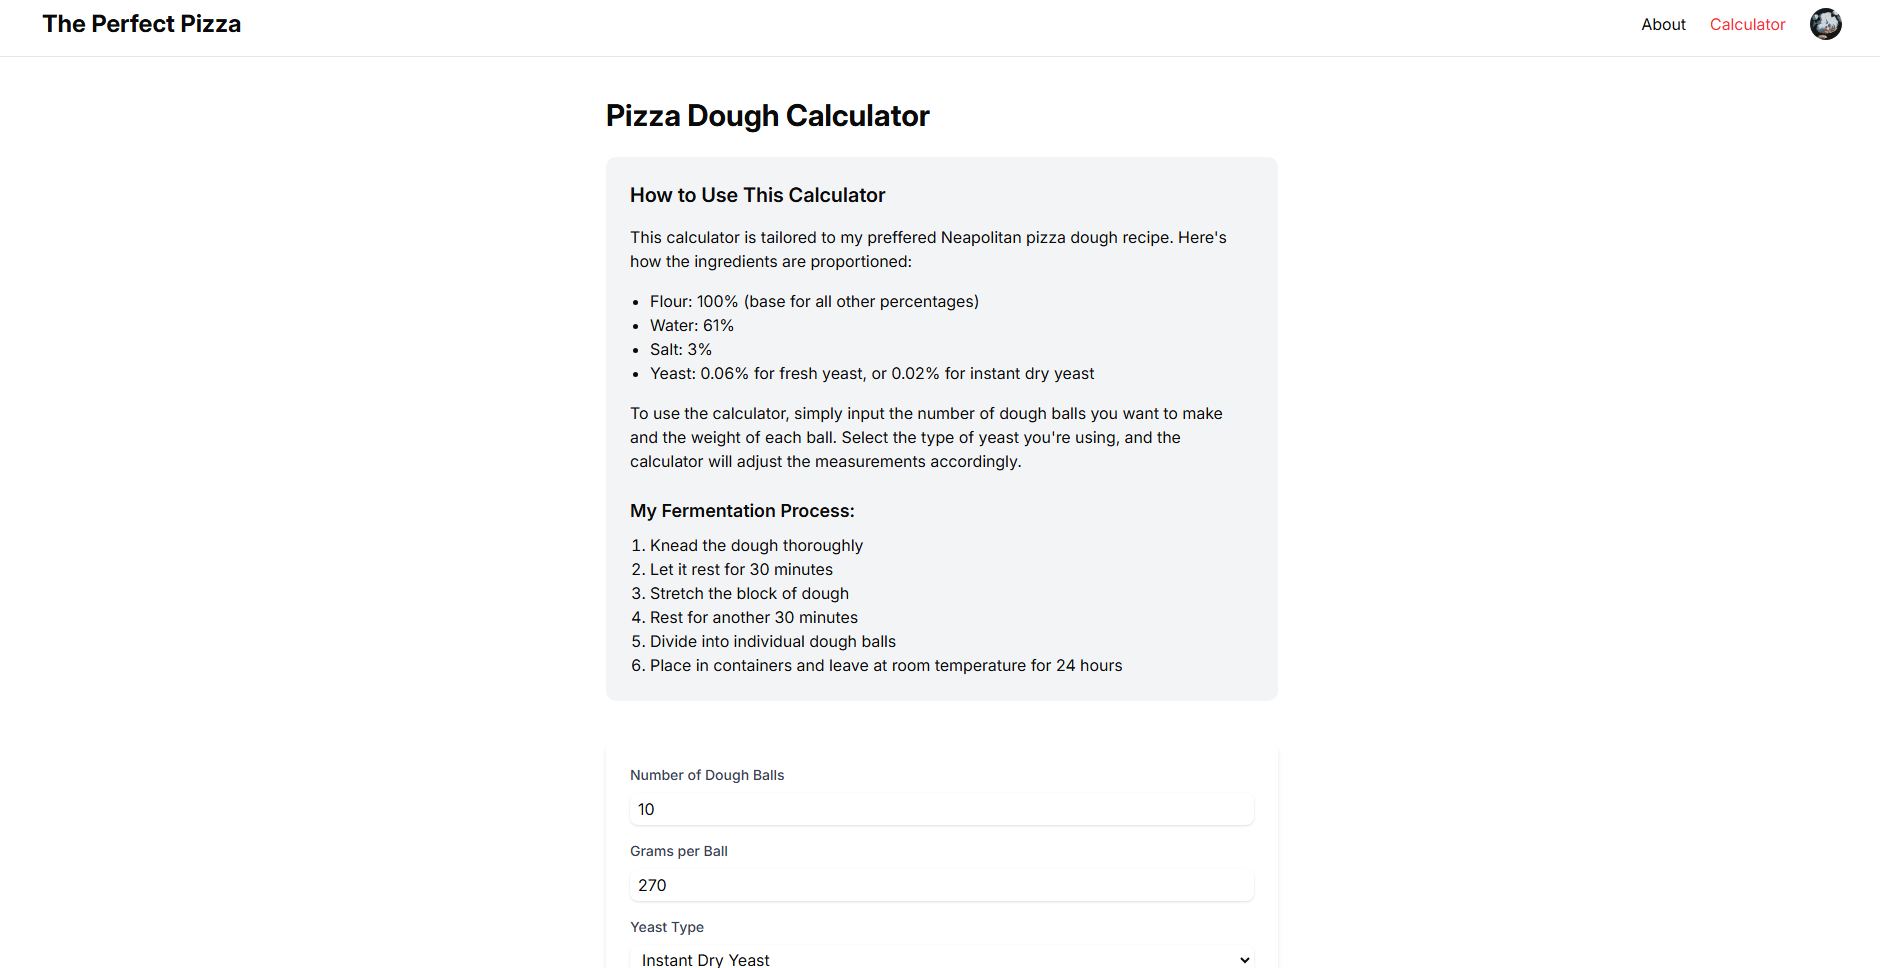 The Perfect Pizza
About
Calculator
Pizza Dough Calculator
How to Use This Calculator
This calculator is tailored to my preffered Neapolitan pizza dough recipe. Here's
how the ingredients are proportioned:
• Flour: 100% (base for all other percentages)
• Water: 61%
• Salt: 3%
• Yeast: 0.06% for fresh yeast, or 0.02% for instant dry yeast
To use the calculator, simply input the number of dough balls you want to make
and the weight of each ball. Select the type of yeast you're using, and the
calculator will adjust the measurements accordingly.
My Fermentation Process:
1. Knead the dough thoroughly
2. Let it rest for 30 minutes
3. Stretch the block of dough
4. Rest for another 30 minutes
5. Divide into individual dough balls
6. Place in containers and leave at room temperature for 24 hours
Number of Dough Balls
10
Grams per Ball
270
Yeast Type
Instant Dry Yeast